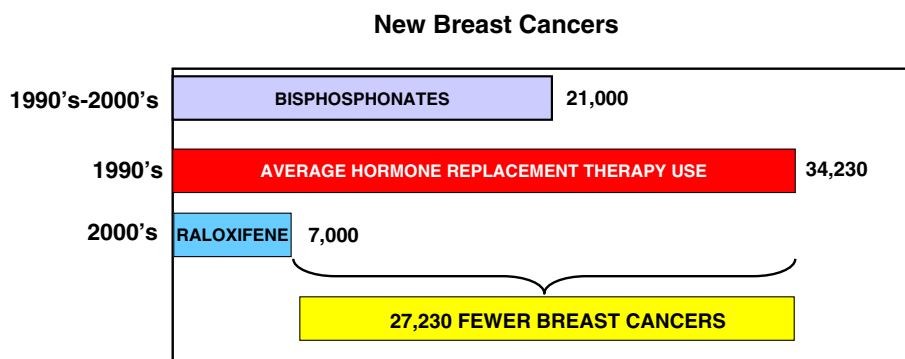 New Breast Cancers
1990's-2000's BISPHOSPHONATES 21,000
1990's AVERAGE HORMONE REPLACEMENT THERAPY USE 34,230
2000's RALOXIFENE 7,000
27,230 FEWER BREAST CANCERS